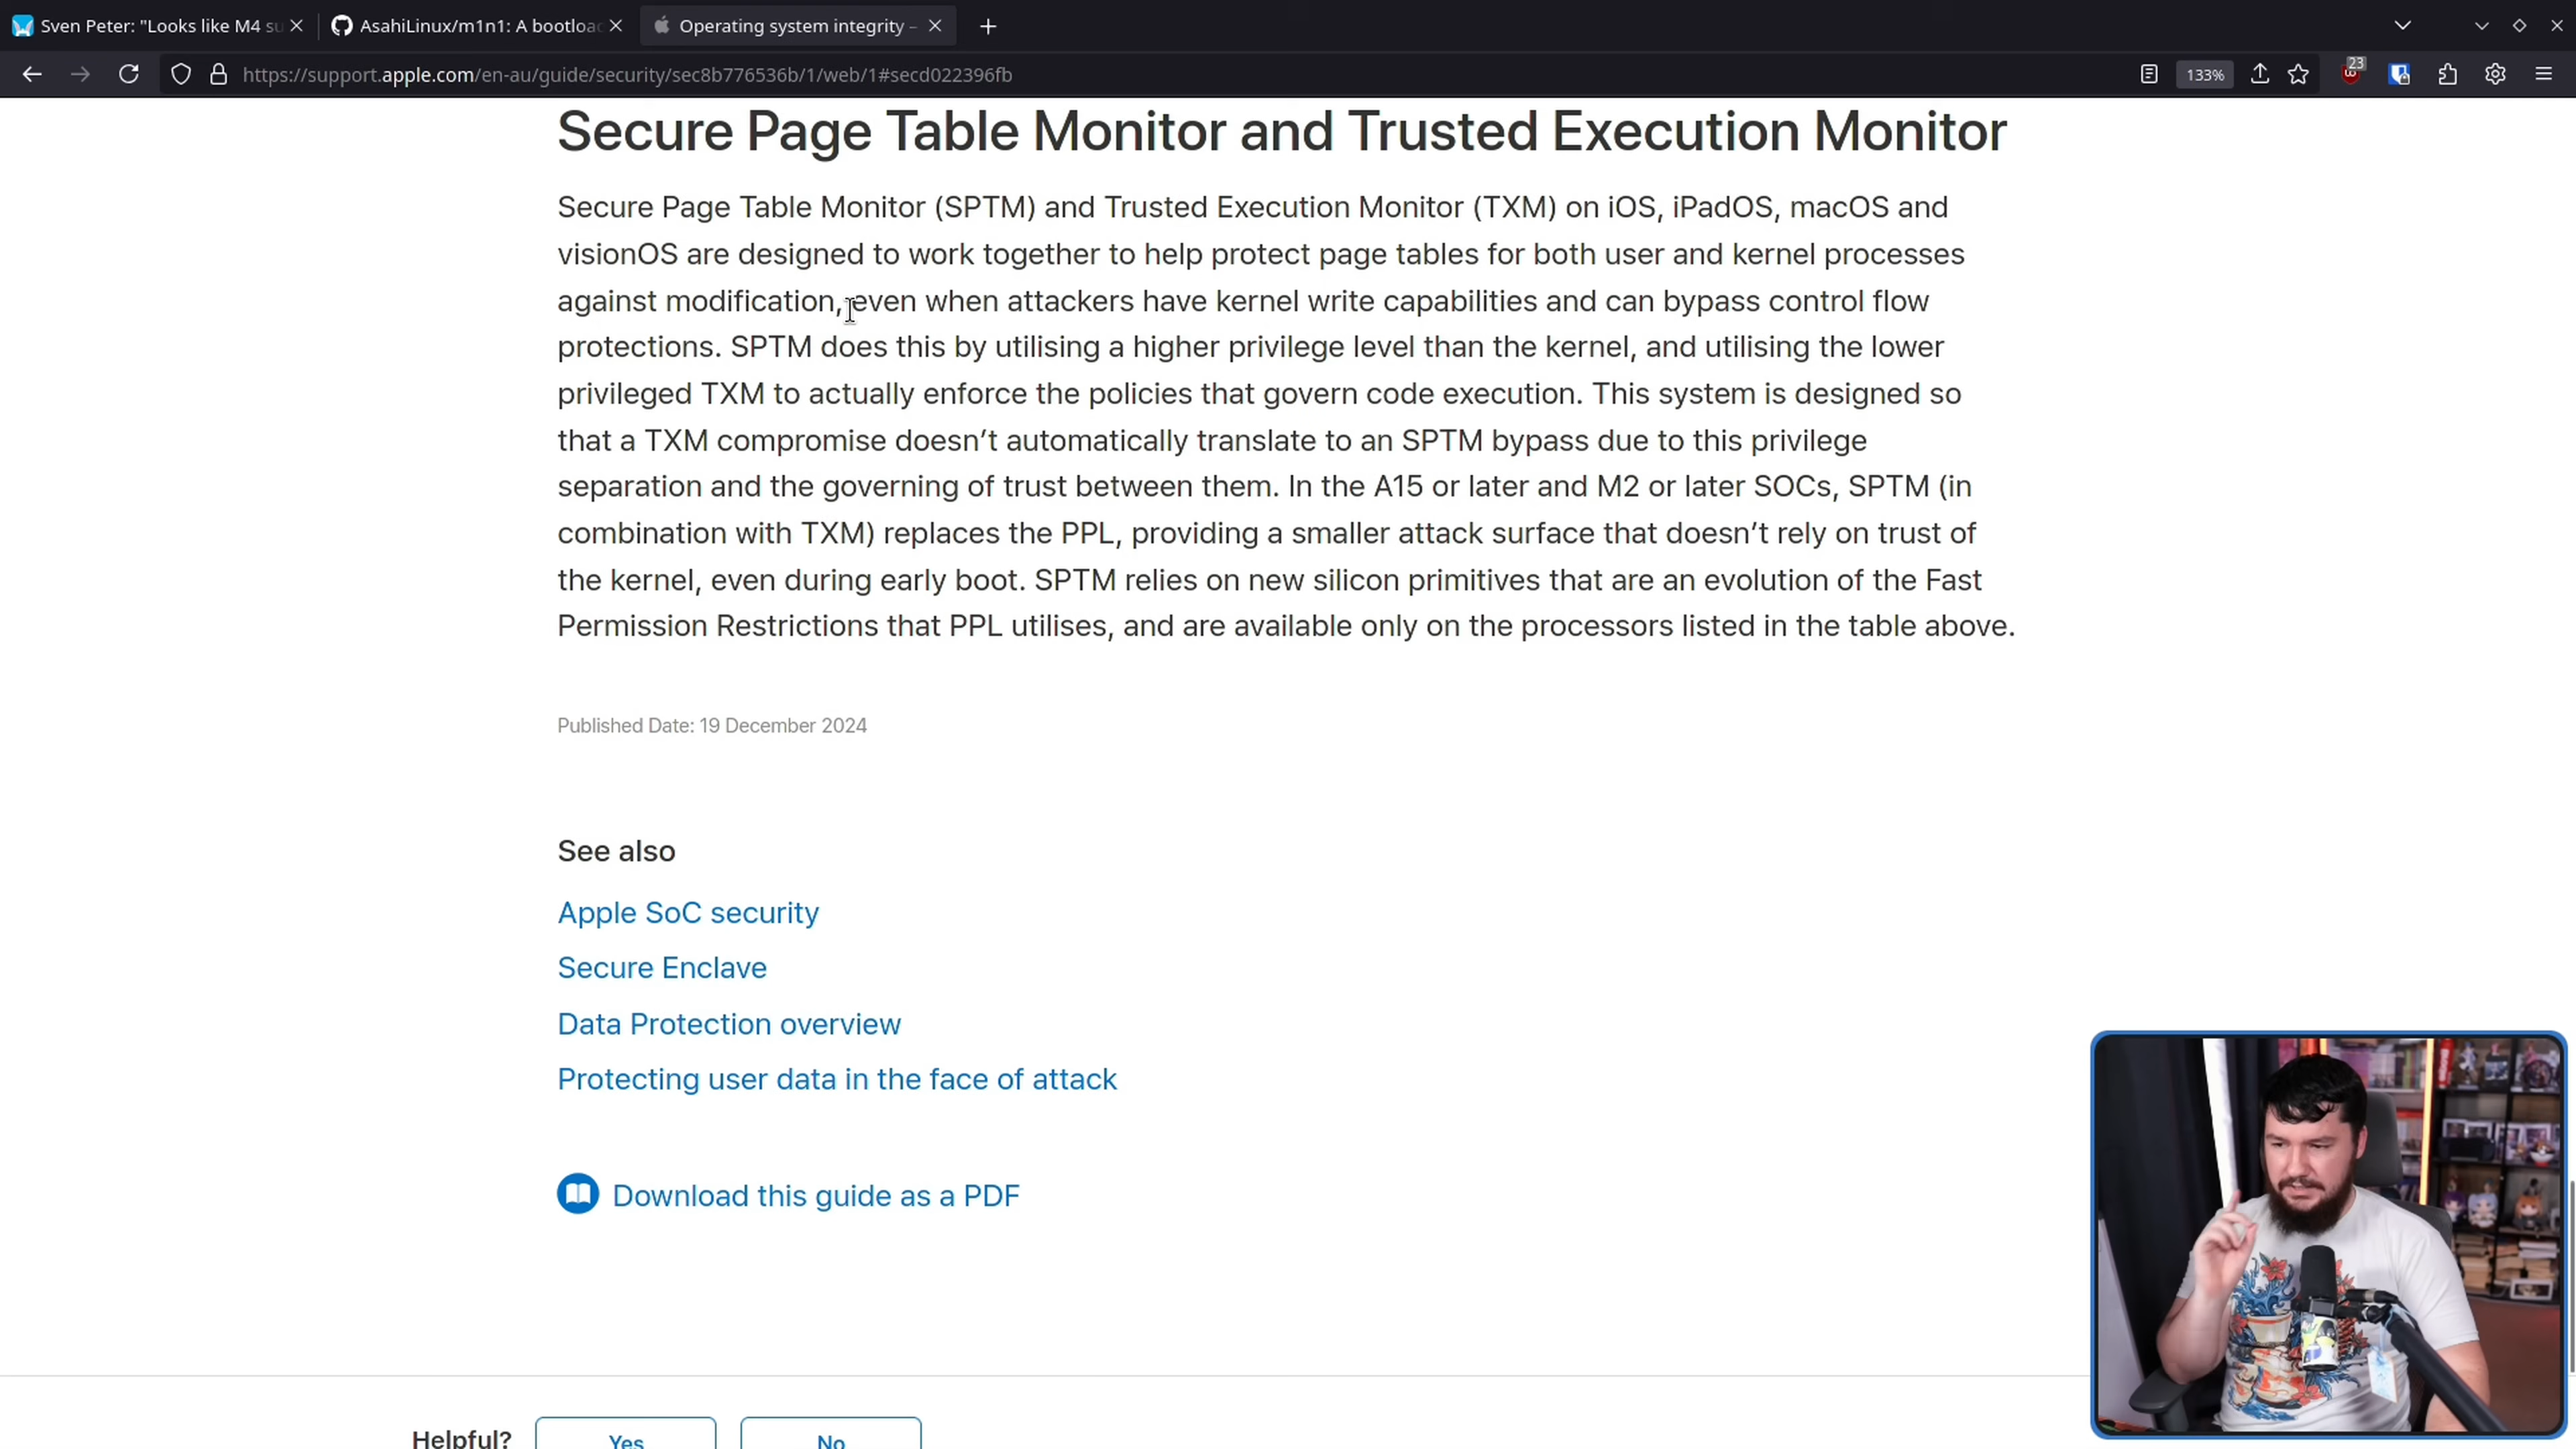 Sven Peter: "Looks like M4 su
AsahiLinux/m1n1: A bootloa
Operating system integrity –
https://support.apple.com/en-au/guide/security/sec8b776536b/1/web/1#secd022396fb
133%
23
Secure Page Table Monitor and Trusted Execution Monitor
Secure Page Table Monitor (SPTM) and Trusted Execution Monitor (TXM) on iOS, iPadOS, macOS and
visionOS are designed to work together to help protect page tables for both user and kernel processes
against modification, even when attackers have kernel write capabilities and can bypass control flow
protections. SPTM does this by utilising a higher privilege level than the kernel, and utilising the lower
privileged TXM to actually enforce the policies that govern code execution. This system is designed so
that a TXM compromise doesn’t automatically translate to an SPTM bypass due to this privilege
separation and the governing of trust between them. In the A15 or later and M2 or later SOCs, SPTM (in
combination with TXM) replaces the PPL, providing a smaller attack surface that doesn’t rely on trust of
the kernel, even during early boot. SPTM relies on new silicon primitives that are an evolution of the Fast
Permission Restrictions that PPL utilises, and are available only on the processors listed in the table above.
Published Date: 19 December 2024
See also
Apple SoC security
Secure Enclave
Data Protection overview
Protecting user data in the face of attack
Download this guide as a PDF
Helpful?
Yes
No